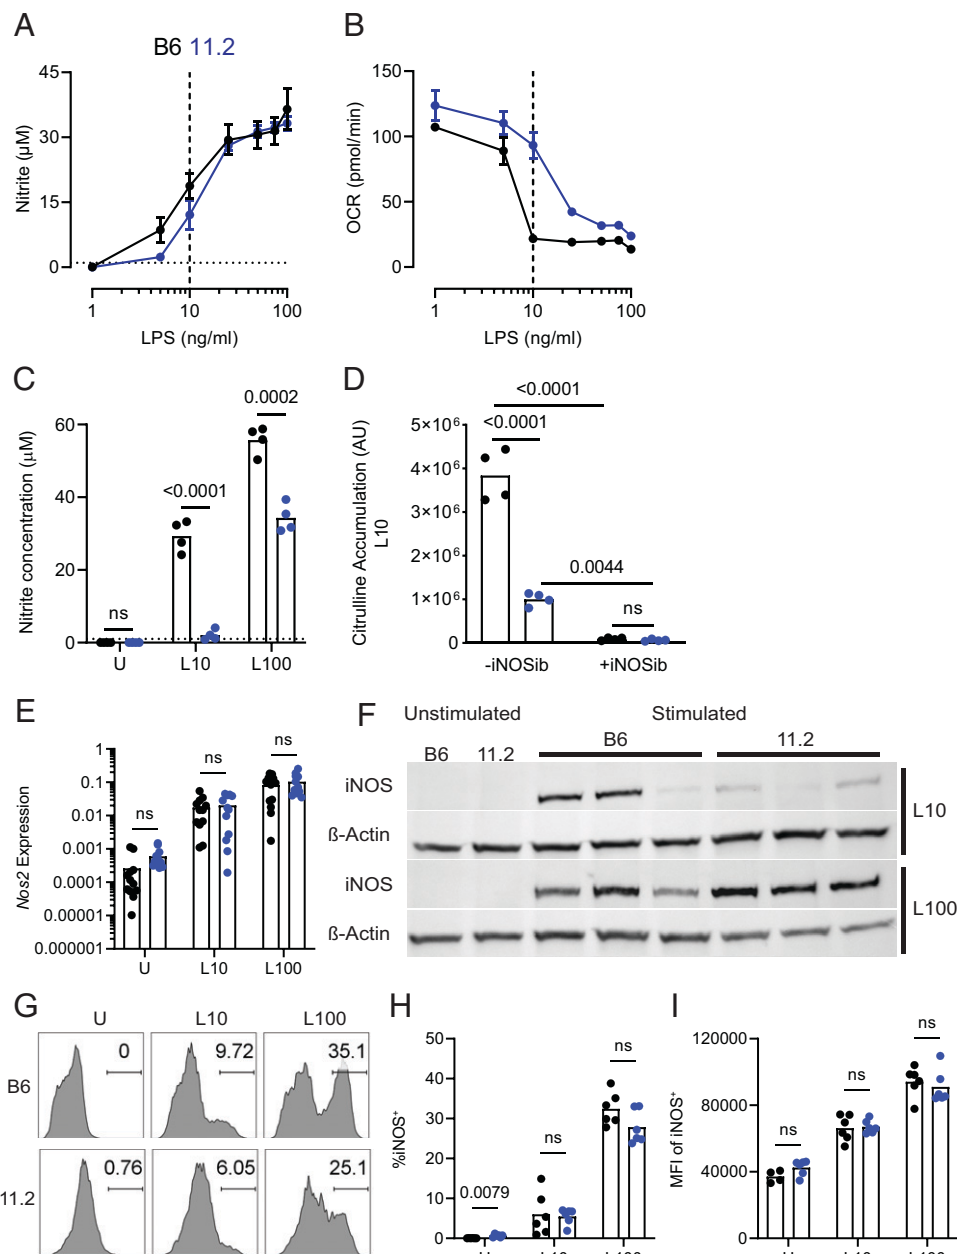 A
B6 11.2
Nitrite (µM)
45
30
15
0
1
10
100
LPS (ng/ml)
B
OCR (pmol/min)
150
100
50
0
1
10
100
LPS (ng/ml)
C
Nitrite concentration (µM)
60
40
20
0
ns
<0.0001
0.0002
U
L10
L100
D
Citrulline Accumulation (AU)
L10
5×10⁶
4×10⁶
3×10⁶
2×10⁶
1×10⁶
0
<0.0001
<0.0001
0.0044
ns
-iNOSib
+iNOSib
E
Nos2 Expression
1
0.1
0.01
0.001
0.0001
0.00001
0.000001
ns
ns
ns
U
L10
L100
F
Unstimulated
Stimulated
B6
11.2
B6
11.2
iNOS
ß-Actin
L10
iNOS
ß-Actin
L100
G
U
L10
L100
B6
0
9.72
35.1
11.2
0.76
6.05
25.1
H
%iNOS⁺
50
40
30
20
10
0
0.0079
ns
ns
U
L10
L100
I
MFI of iNOS⁺
120000
80000
40000
0
ns
ns
ns
U
L10
L100